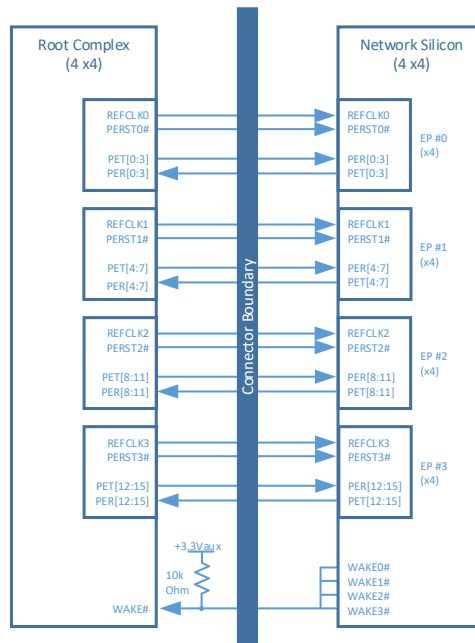 Root Complex
(4 x4)
REFCLK0
PERST0#
PET[0:3]
PER[0:3]
REFCLK1
PERST1#
PET[4:7]
PER[4:7]
REFCLK2
PERST2#
PET[8:11]
PER[8:11]
REFCLK3
PERST3#
PET[12:15]
PER[12:15]
+3.3Vaux
10k
Ohm
WAKE#
Connector Boundary
Network Silicon
(4 x4)
REFCLK0
PERST0#
PER[0:3]
PET[0:3]
EP #0
(x4)
REFCLK1
PERST1#
PER[4:7]
PET[4:7]
EP #1
(x4)
REFCLK2
PERST2#
PER[8:11]
PET[8:11]
EP #2
(x4)
REFCLK3
PERST3#
PER[12:15]
PET[12:15]
EP #3
(x4)
WAKE0#
WAKE1#
WAKE2#
WAKE3#